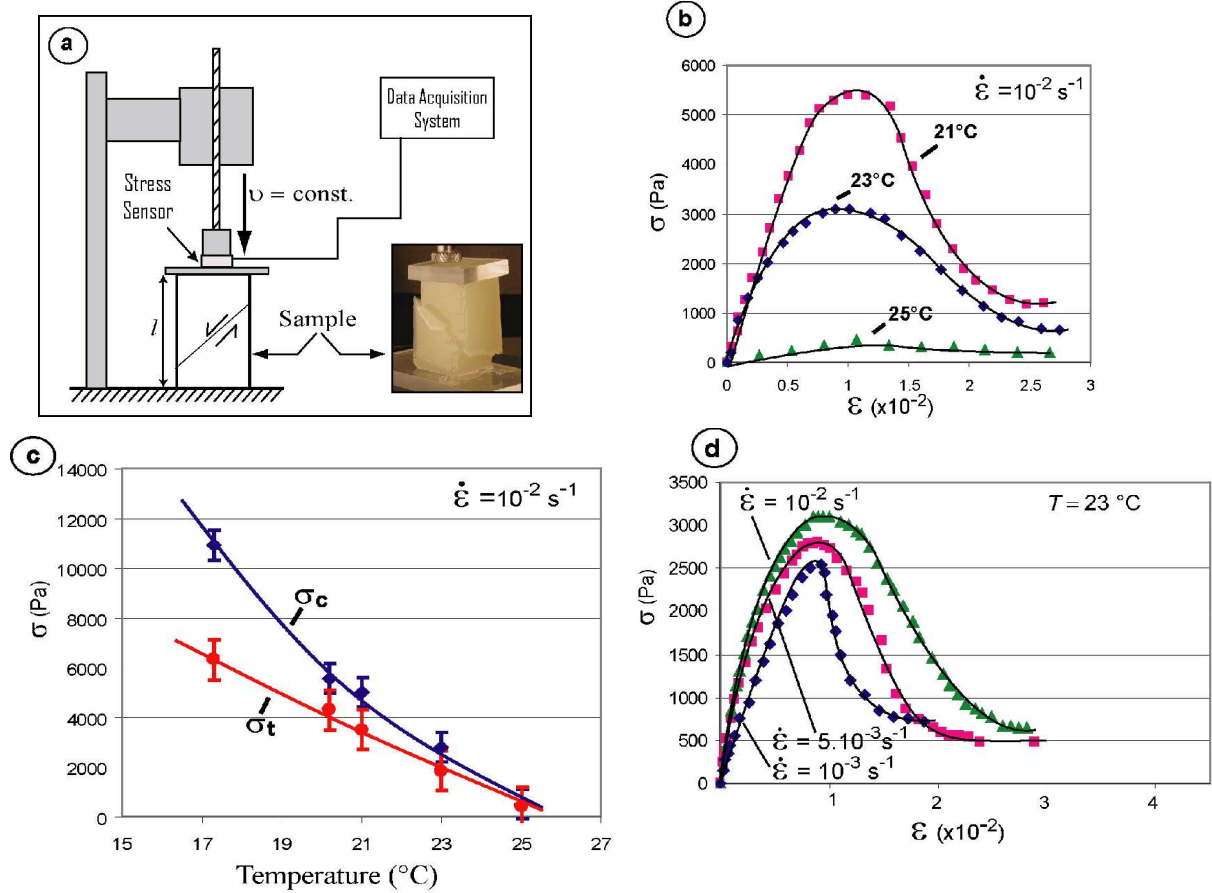 a
Data Acquisition
System
Stress
Sensor
υ = const.
l
Sample
b
6000
5000
4000
3000
2000
1000
0
σ (Pa)
ε̇ = 10⁻² s⁻¹
21°C
23°C
25°C
0
0.5
1
1.5
2
2.5
3
ε (x10⁻²)
c
14000
12000
10000
8000
6000
4000
2000
0
σ (Pa)
ε̇ = 10⁻² s⁻¹
σc
σt
15
17
19
21
23
25
27
Temperature (°C)
d
3500
3000
2500
2000
1500
1000
500
0
σ (Pa)
ε̇ = 10⁻² s⁻¹
T = 23 °C
ε̇ = 5.10⁻³ s⁻¹
ε̇ = 10⁻³ s⁻¹
1
2
3
4
ε (x10⁻²)